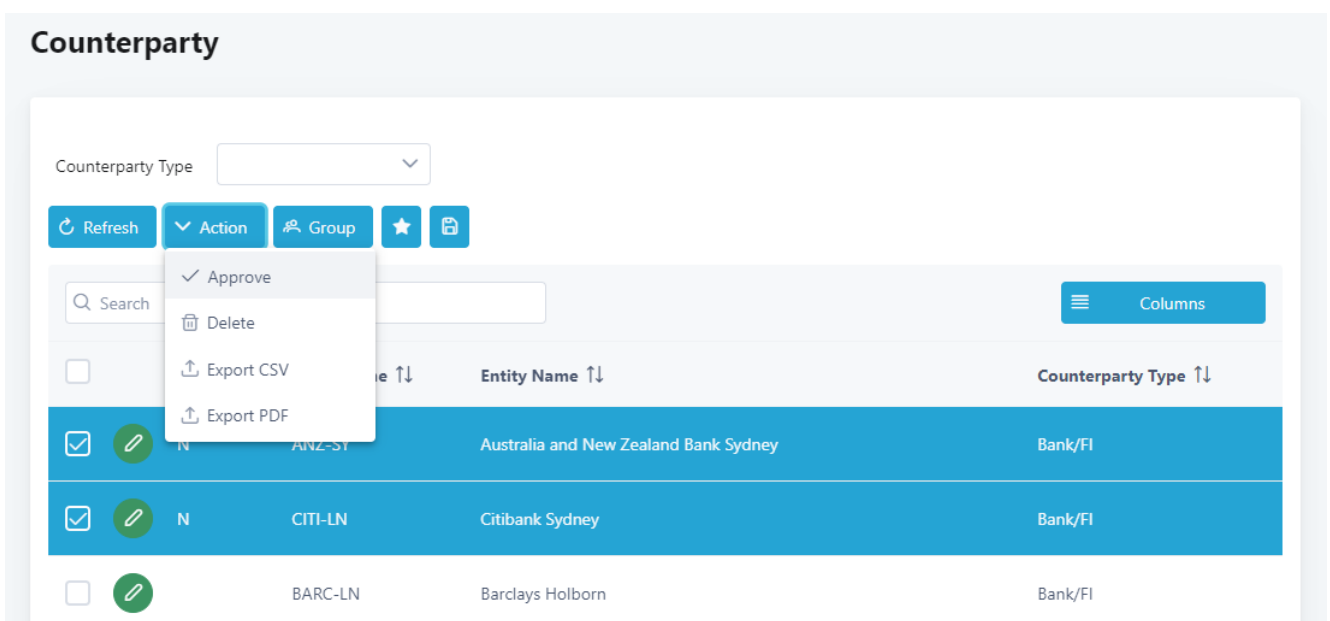 Counterparty
Counterparty Type
Refresh Action Group
Approve
Search Columns
Delete
Export CSV
Entity Name Counterparty Type
Export PDF
N ANZ-SY Australia and New Zealand Bank Sydney Bank/FI
N CITI-LN Citibank Sydney Bank/FI
BARC-LN Barclays Holborn Bank/FI